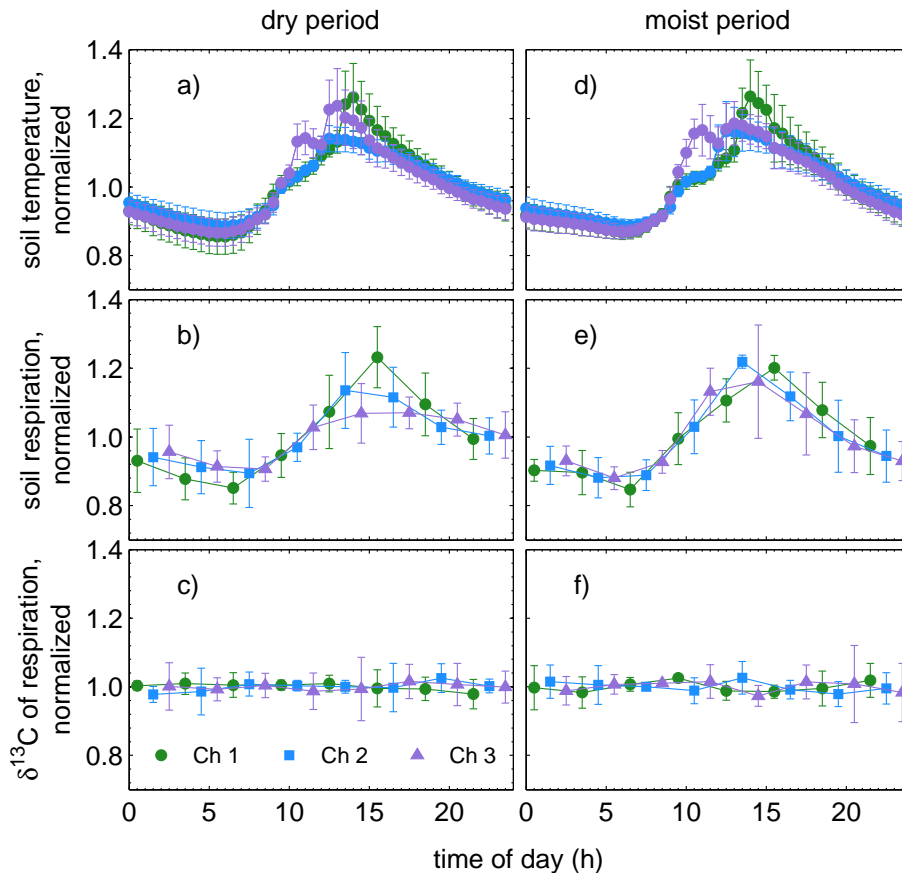 dry period
moist period
soil temperature,
normalized
1.4
1.2
1.0
0.8
a)
d)
soil respiration,
normalized
1.4
1.2
1.0
0.8
b)
e)
δ13C of respiration,
normalized
1.4
1.2
1.0
0.8
c)
f)
Ch 1 Ch 2 Ch 3
0 5 10 15 20
0 5 10 15 20
time of day (h)